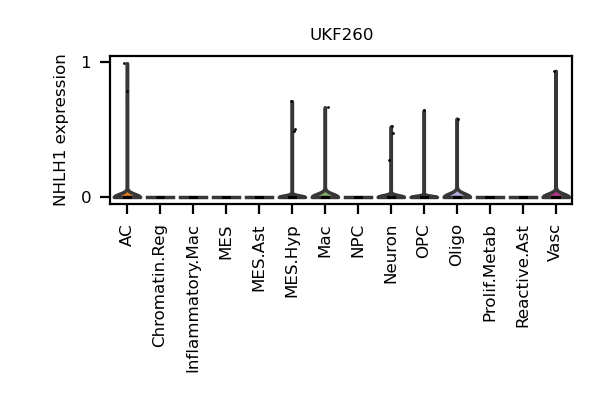 UKF260
NHLH1 expression
1
0
AC
Chromatin.Reg
Inflammatory.Mac
MES
MES.Ast
MES.Hyp
Mac
NPC
Neuron
OPC
Oligo
Prolif.Metab
Reactive.Ast
Vasc